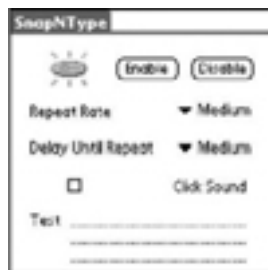 SnapNType
Enable Disable
Repeat Rate Medium
Delay Until Repeat Medium
Click Sound
Test